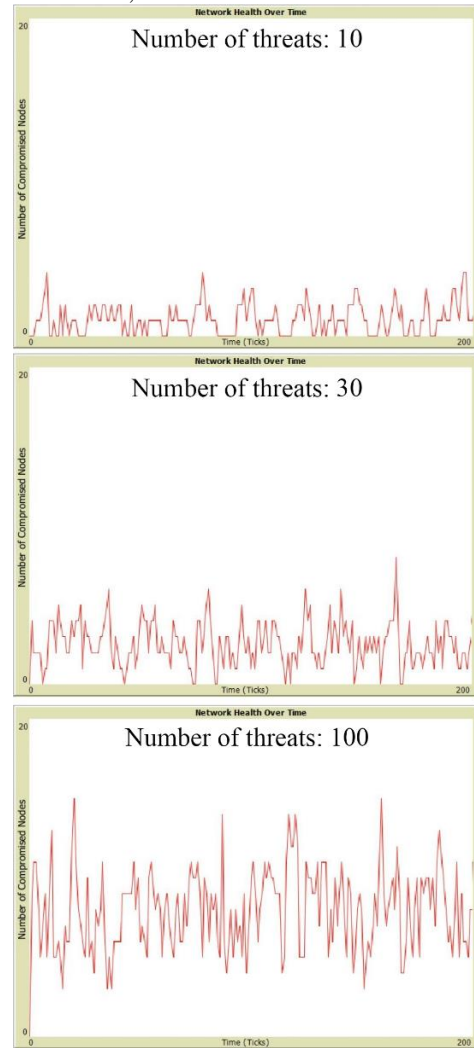 Network Health Over Time
20
Number of threats: 10
Number of Compromised Nodes
0
0
Time (Ticks)
200
Network Health Over Time
20
Number of threats: 30
Number of Compromised Nodes
0
0
Time (Ticks)
200
Network Health Over Time
20
Number of threats: 100
Number of Compromised Nodes
0
0
Time (Ticks)
200